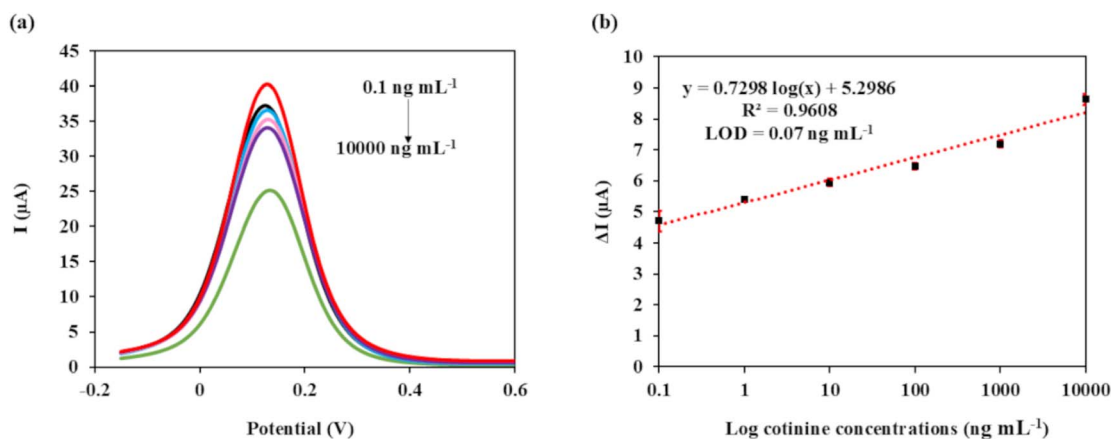 (a)
45
40
35
30
25
20
15
10
5
0
I (µA)
0.1 ng mL-1
10000 ng mL-1
-0.2
0
0.2
0.4
0.6
Potential (V)
(b)
10
9
8
7
6
5
4
3
2
1
0
ΔI (µA)
y = 0.7298 log(x) + 5.2986
R² = 0.9608
LOD = 0.07 ng mL-1
0.1
1
10
100
1000
10000
Log cotinine concentrations (ng mL-1)